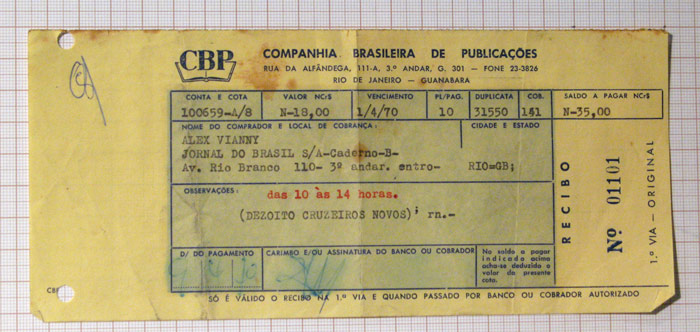 CBP
COMPANHIA BRASILEIRA DE PUBLICAÇÕES
RUA DA ALFÂNDEGA, 111-A, 3.º ANDAR, G. 301 — FONE 23-3826
RIO DE JANEIRO — GUANABARA
CONTA E COTA VALOR NCr$ VENCIMENTO PL/PAG. DUPLICATA COB. SALDO A PAGAR NCr$
100659-A/8 N-18,00 1/4/70 10 31550 141 N-35,00
NOME DO COMPRADOR E LOCAL DE COBRANÇA: CIDADE E ESTADO
ALEX VIANNY
JORNAL DO BRASIL S/A-Caderno-B-
Av. Rio Branco 110- 3º andar. entro- RIO=GB;
OBSERVAÇÕES:
das 10 às 14 horas.
(DEZOITO CRUZEIROS NOVOS); rn.-
D/ DO PAGAMENTO CARIMBO E/OU ASSINATURA DO BANCO OU COBRADOR
No saldo a pagar
indicado acima
acha-se deduzido o
valor da presente
cota.
SÓ É VÁLIDO O RECIBO NA 1.ª VIA E QUANDO PASSADO POR BANCO OU COBRADOR AUTORIZADO
RECIBO
Nº 01101
1.ª VIA — ORIGINAL
CBP